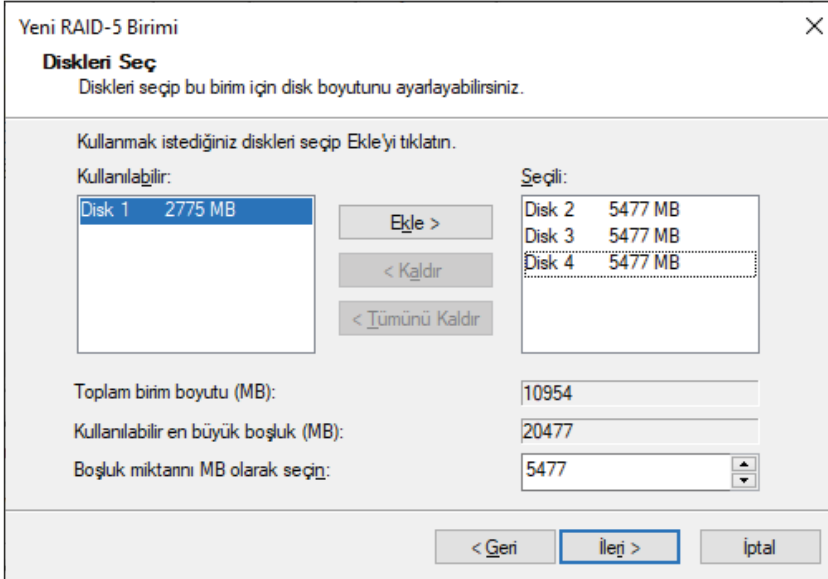 Yeni RAID-5 Birimi
Diskleri Seç
Diskleri seçip bu birim için disk boyutunu ayarlayabilirsiniz.
Kullanmak istediğiniz diskleri seçip Ekle'yi tıklatın.
Kullanılabilir:
Seçili:
Disk 1 2775 MB
Ekle >
< Kaldır
< Tümünü Kaldır
Disk 2 5477 MB
Disk 3 5477 MB
Disk 4 5477 MB
Toplam birim boyutu (MB): 10954
Kullanılabilir en büyük boşluk (MB): 20477
Boşluk miktarını MB olarak seçin: 5477
< Geri
İleri >
İptal